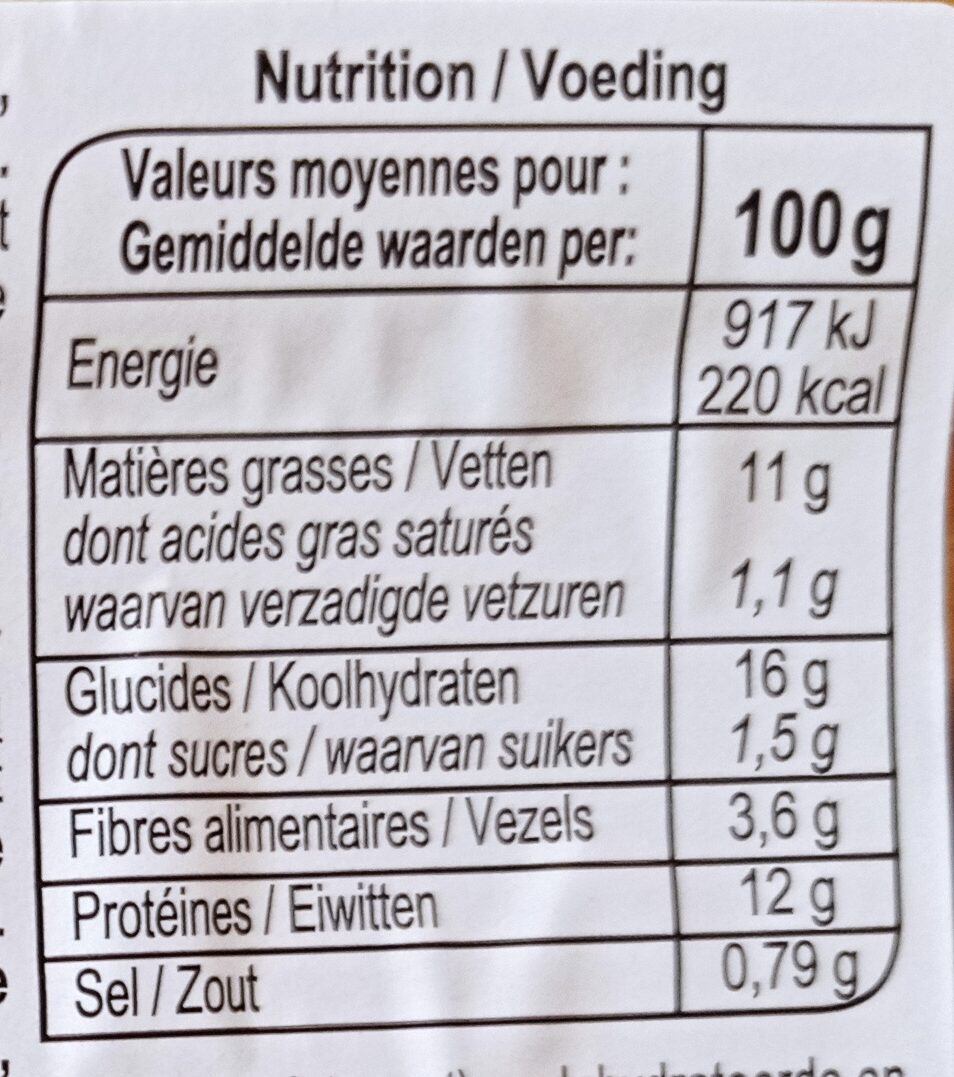 Nutrition / Voeding
Valeurs moyennes pour :
Gemiddelde waarden per:
100 g
Energie
917 kJ
220 kcal
Matières grasses / Vetten
11 g
dont acides gras saturés
waarvan verzadigde vetzuren
1,1 g
Glucides / Koolhydraten
16 g
dont sucres / waarvan suikers
1,5 g
Fibres alimentaires / Vezels
3,6 g
Protéines / Eiwitten
12 g
Sel / Zout
0,79 g